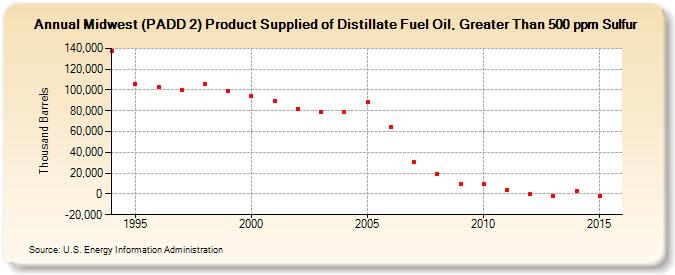 Annual Midwest (PADD 2) Product Supplied of Distillate Fuel Oil, Greater Than 500 ppm Sulfur
Thousand Barrels
140,000
120,000
100,000
80,000
60,000
40,000
20,000
0
-20,000
1995 2000 2005 2010 2015
Source: U.S. Energy Information Administration